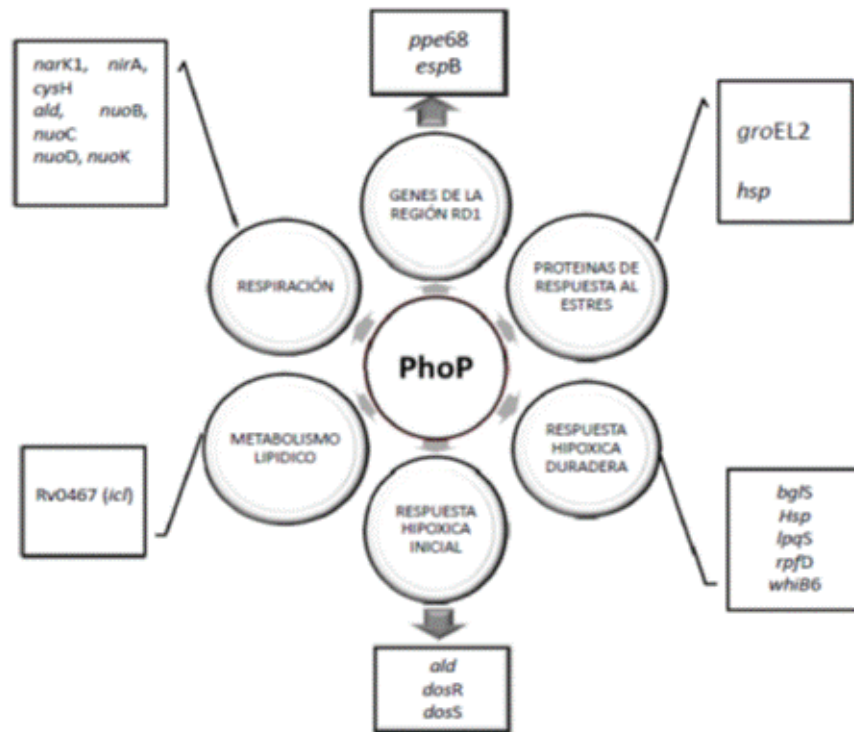 ppe68
espB
narK1, nirA,
cysH
ald, nuoB,
nuoC
nuoD, nuoK
groEL2
hsp
GENES DE LA
REGIÓN RD1
RESPIRACIÓN
PROTEINAS DE
RESPUESTA AL
ESTRES
PhoP
METABOLISMO
LIPIDICO
RESPUESTA
HIPOXICA
DURADERA
RESPUESTA
HIPOXICA
INICIAL
Rv0467 (icl)
bglS
Hsp
lpqS
rpfD
whiB6
ald
dosR
dosS